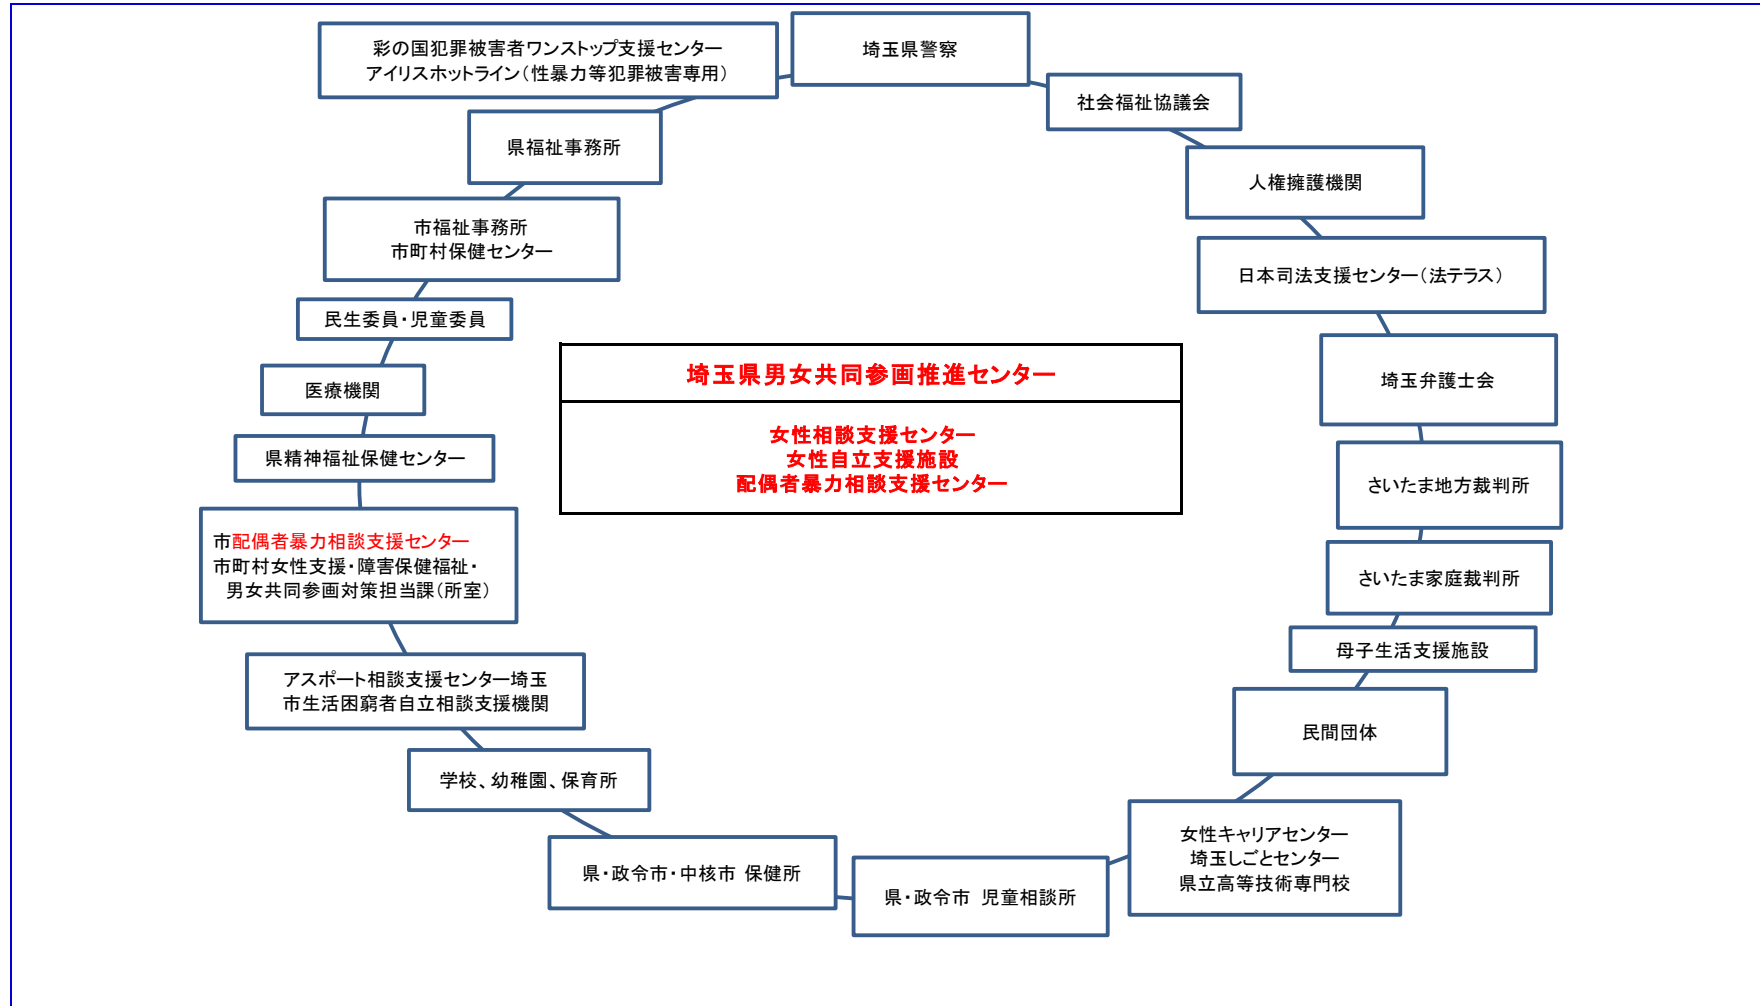 彩の国犯罪被害者ワンストップ支援センター
アイリスホットライン（性暴力等犯罪被害専用）
埼玉県警察
社会福祉協議会
県福祉事務所
人権擁護機関
市福祉事務所
市町村保健センター
日本司法支援センター（法テラス）
民生委員・児童委員
埼玉県男女共同参画推進センター
埼玉弁護士会
医療機関
女性相談支援センター
女性自立支援施設
配偶者暴力相談支援センター
県精神福祉保健センター
さいたま地方裁判所
市配偶者暴力相談支援センター
市町村女性支援・障害保健福祉・
男女共同参画対策担当課（所室）
さいたま家庭裁判所
母子生活支援施設
アスポート相談支援センター埼玉
市生活困窮者自立相談支援機関
民間団体
学校、幼稚園、保育所
女性キャリアセンター
埼玉しごとセンター
県立高等技術専門校
県・政令市・中核市 保健所
県・政令市 児童相談所